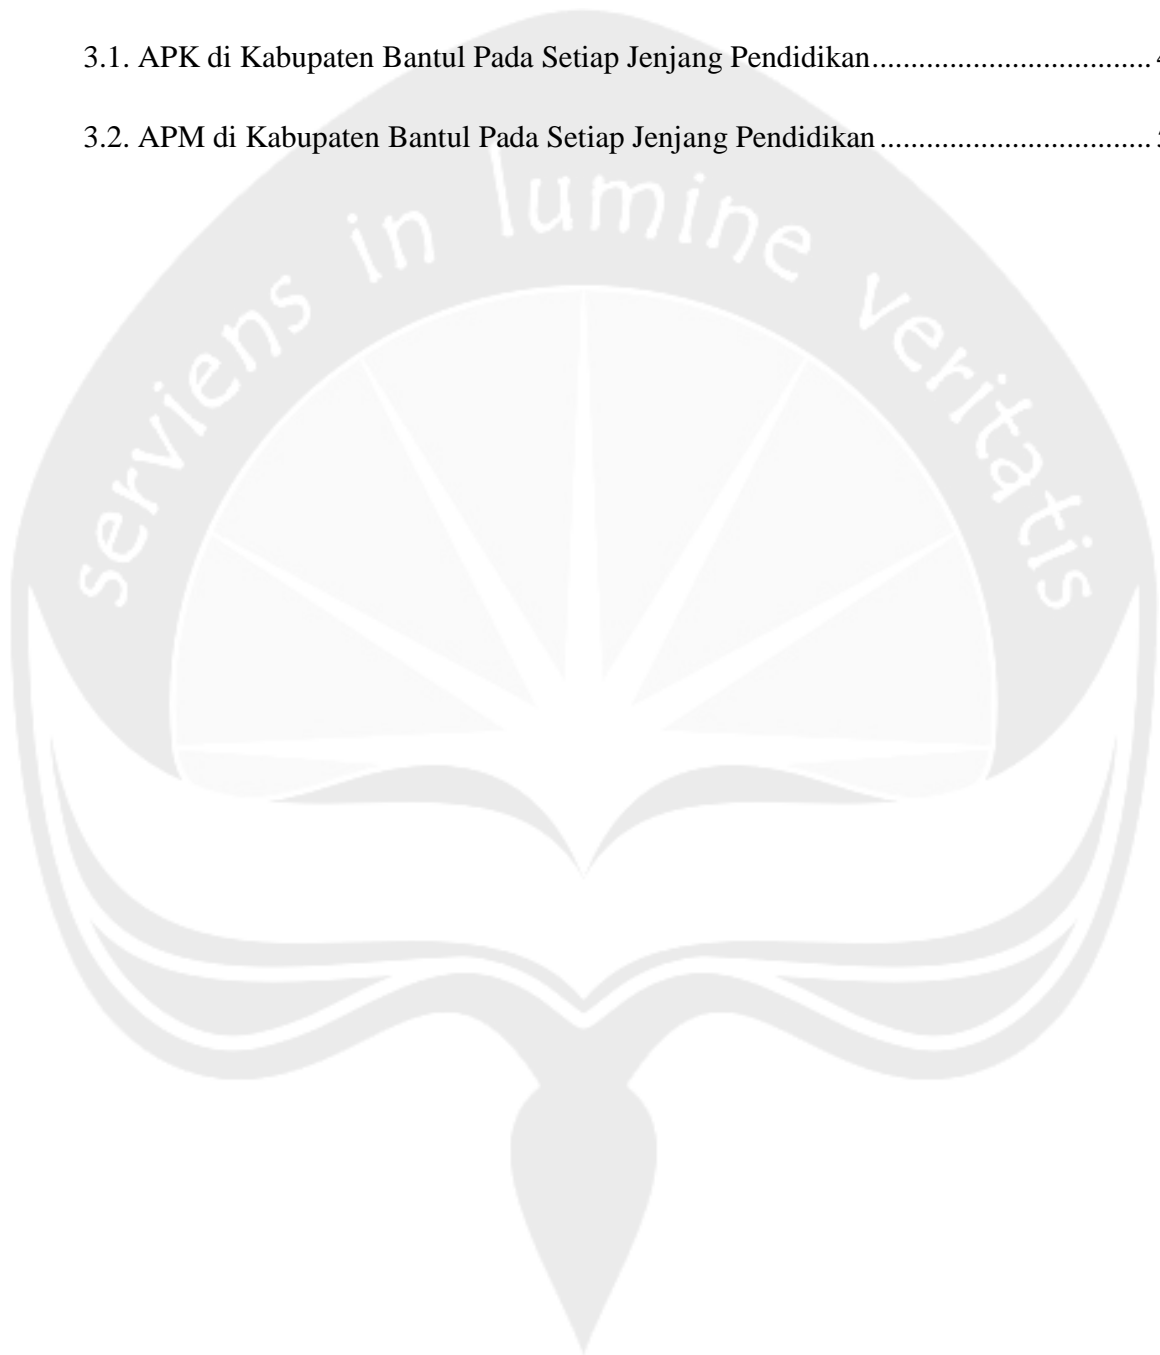 3.1. APK di Kabupaten Bantul Pada Setiap Jenjang Pendidikan..................................
3.2. APM di Kabupaten Bantul Pada Setiap Jenjang Pendidikan.................................
serviens in lumine veritatis